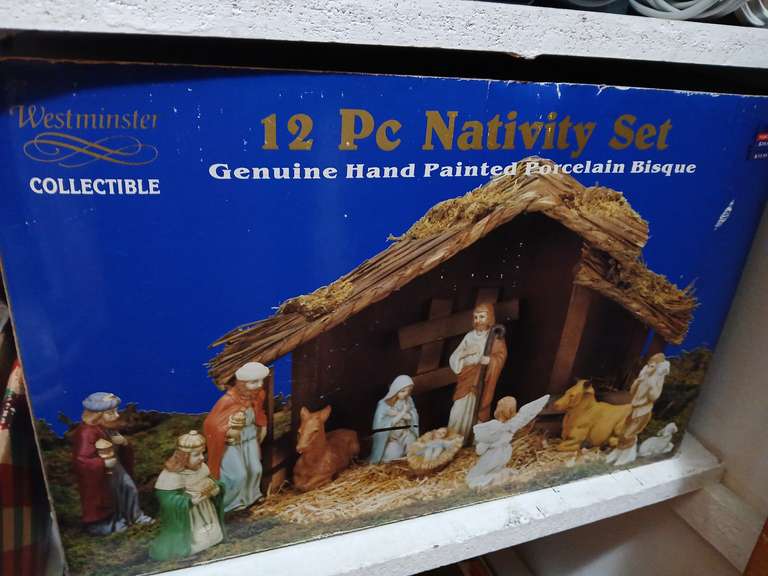 Westminster
COLLECTIBLE
12 Pc Nativity Set
Genuine Hand Painted Porcelain Bisque